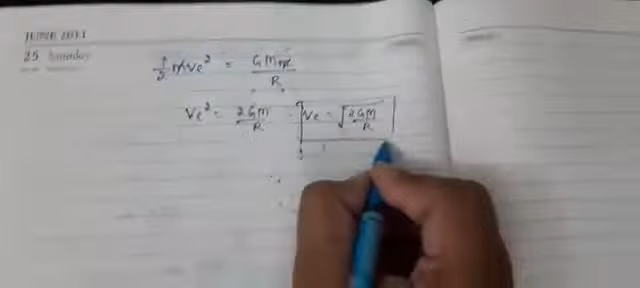 JUNE 2011
25 Saturday
1/2 mve² = GMm/R
Ve² = 2GM/R Ve = √2GM/R